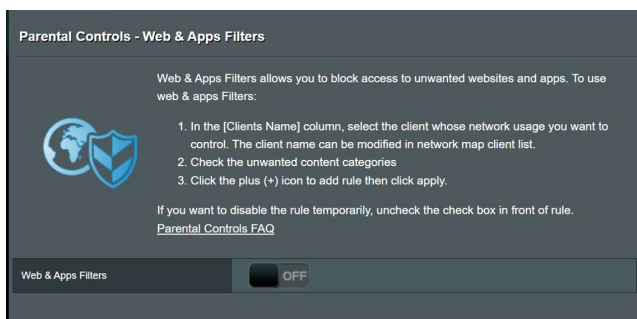 Parental Controls - Web & Apps Filters
Web & Apps Filters allows you to block access to unwanted websites and apps. To use
web & apps Filters:
1. In the [Clients Name] column, select the client whose network usage you want to
control. The client name can be modified in network map client list.
2. Check the unwanted content categories
3. Click the plus (+) icon to add rule then click apply.
If you want to disable the rule temporarily, uncheck the check box in front of rule.
Parental Controls FAQ
Web & Apps Filters
OFF